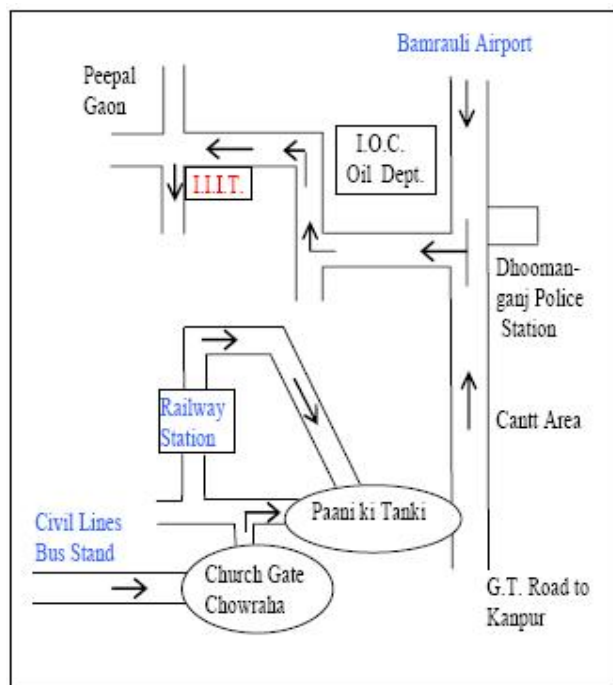 Bamrauli Airport
Peepal
Gaon
I.O.C.
Oil Dept.
I.I.I.T.
Dhooman-
ganj Police
Station
Railway
Station
Cantt Area
Paani ki Tanki
Civil Lines
Bus Stand
Church Gate
Chowraha
G.T. Road to
Kanpur